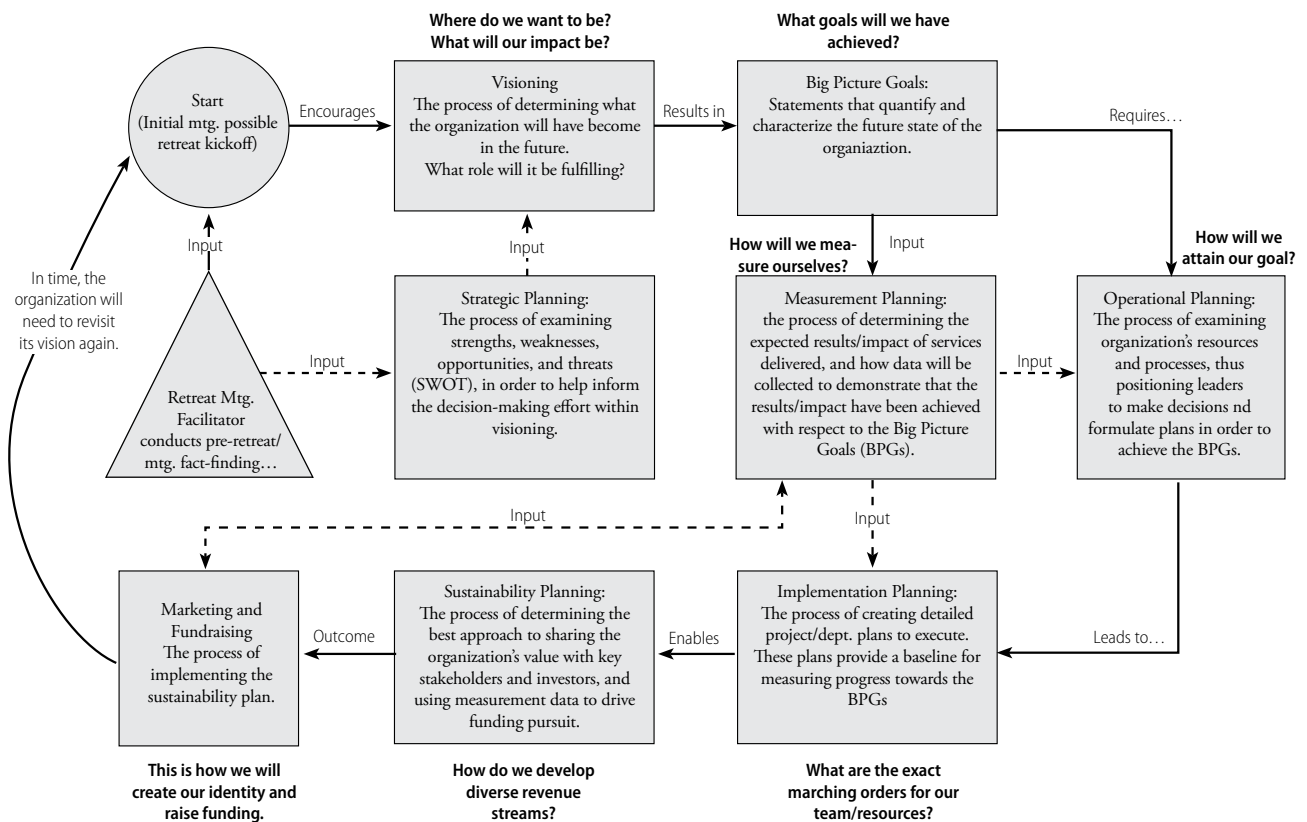 Where do we want to be?
What will our impact be?
What goals will we have
achieved?
Start
(Initial mtg. possible
retreat kickoff)
Encourages
Visioning
The process of determining what
the organization will have become
in the future.
What role will it be fulfilling?
Results in
Big Picture Goals:
Statements that quantify and
characterize the future state of the
organiaztion.
Requires…
Input
Input
How will we mea-
sure ourselves?
Input
How will we
attain our goal?
In time, the
organization will
need to revisit
its vision again.
Retreat Mtg.
Facilitator
conducts pre-retreat/
mtg. fact-finding…
Input
Strategic Planning:
The process of examining
strengths, weaknesses,
opportunities, and threats
(SWOT), in order to help inform
the decision-making effort within
visioning.
Measurement Planning:
the process of determining the
expected results/impact of services
delivered, and how data will be
collected to demonstrate that the
results/impact have been achieved
with respect to the Big Picture
Goals (BPGs).
Input
Operational Planning:
The process of examining
organization's resources
and processes, thus
positioning leaders
to make decisions nd
formulate plans in order to
achieve the BPGs.
Input
Input
Marketing and
Fundraising
The process of
implementing the
sustainability plan.
Outcome
Sustainability Planning:
The process of determining the
best approach to sharing the
organization's value with key
stakeholders and investors, and
using measurement data to drive
funding pursuit.
Enables
Implementation Planning:
The process of creating detailed
project/dept. plans to execute.
These plans provide a baseline for
measuring progress towards the
BPGs
Leads to…
This is how we will
create our identity and
raise funding.
How do we develop
diverse revenue
streams?
What are the exact
marching orders for our
team/resources?